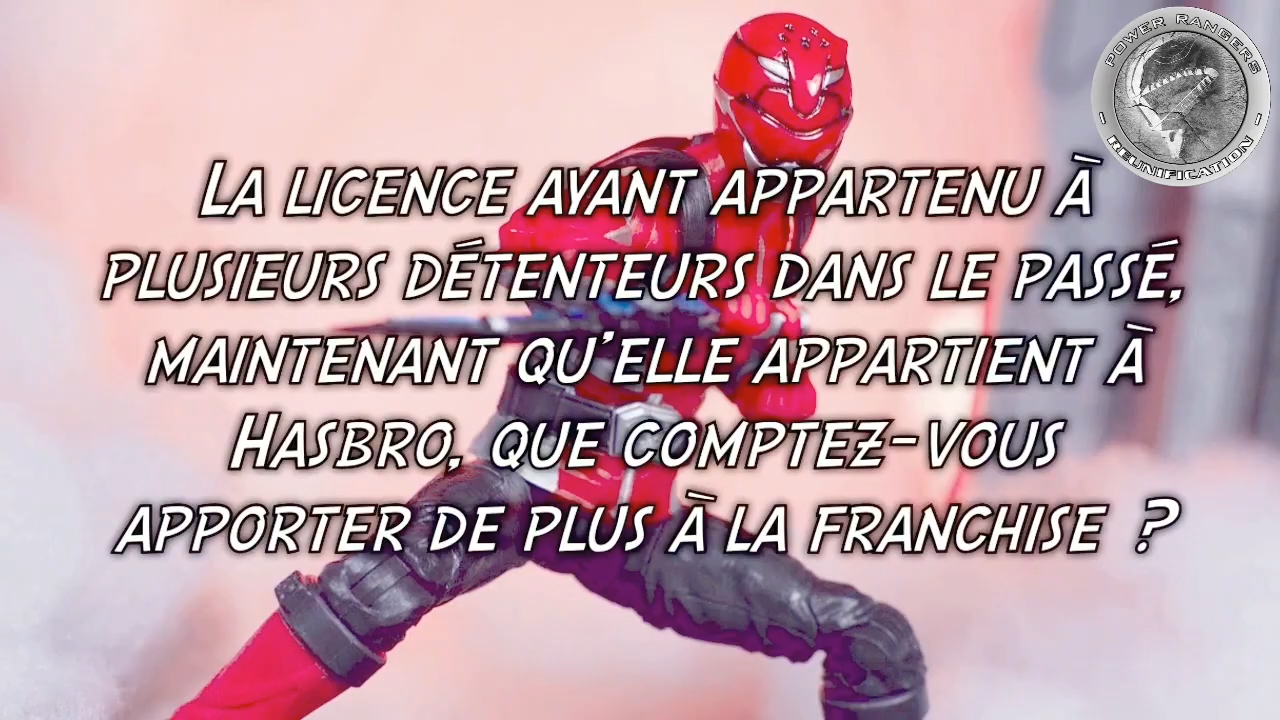 POWER RANGERS
- REUNIFICATION -
LA LICENCE AYANT APPARTENU À
PLUSIEURS DÉTENTEURS DANS LE PASSÉ,
MAINTENANT QU'ELLE APPARTIENT À
HASBRO, QUE COMPTEZ-VOUS
APPORTER DE PLUS À LA FRANCHISE ?